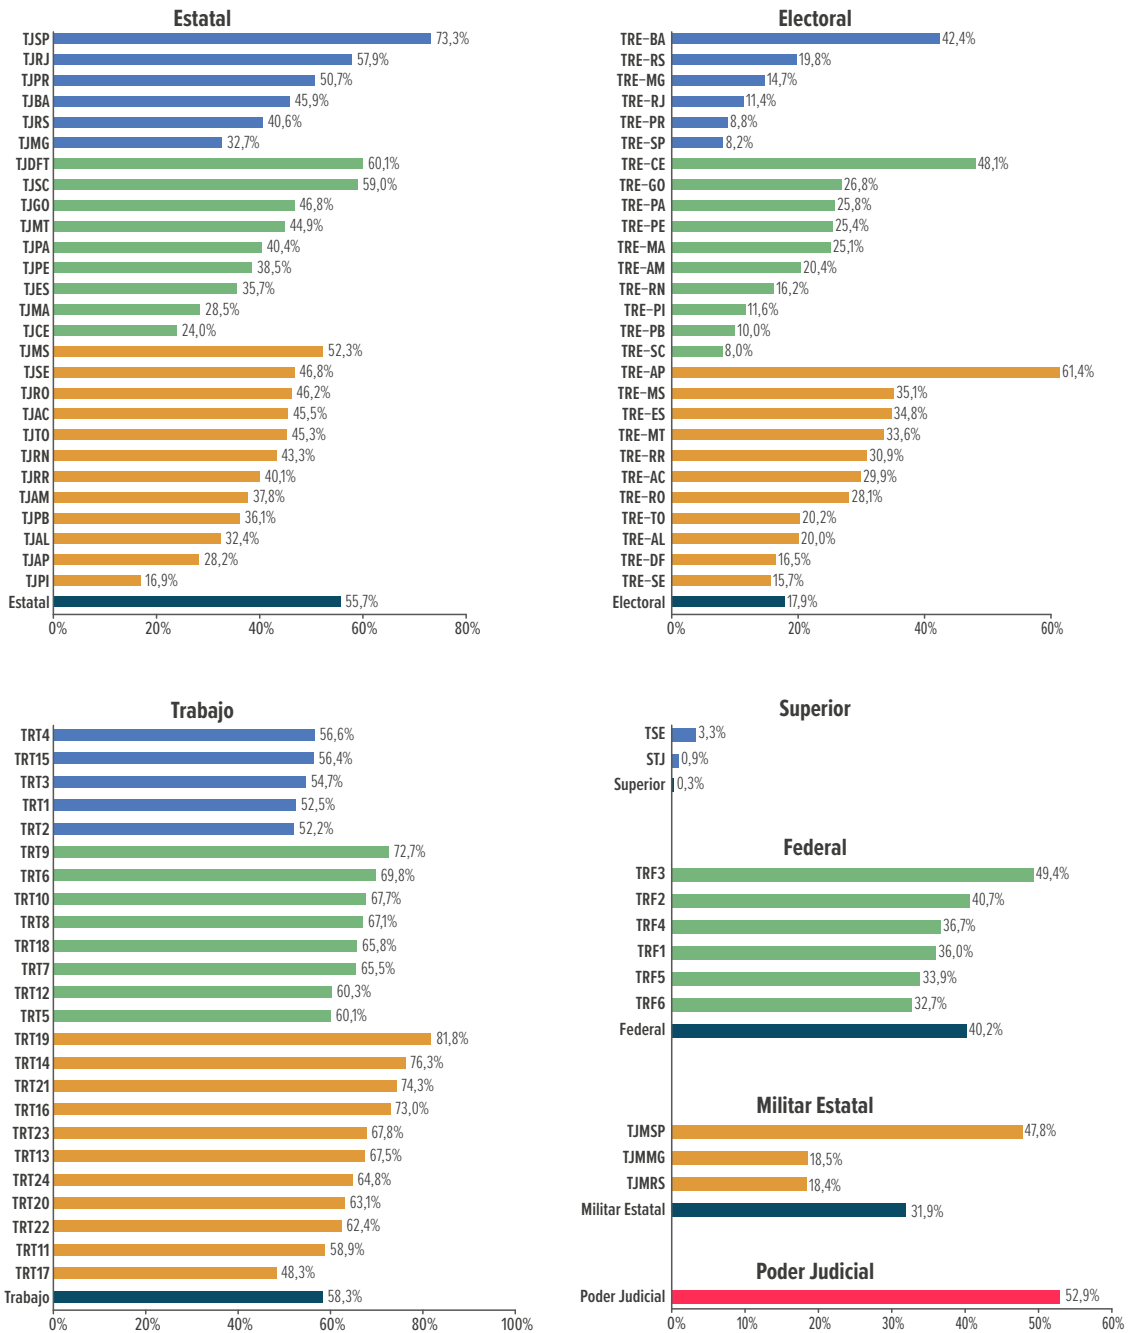 Estatal
TJSP 73,3%
TJRJ 57,9%
TJPR 50,7%
TJBA 45,9%
TJRS 40,6%
TJMG 32,7%
TJDFT 60,1%
TJSC 59,0%
TJGO 46,8%
TJMT 44,9%
TJPA 40,4%
TJPE 38,5%
TJES 35,7%
TJMA 28,5%
TJCE 24,0%
TJMS 52,3%
TJSE 46,8%
TJRO 46,2%
TJAC 45,5%
TJTO 45,3%
TJRN 43,3%
TJRR 40,1%
TJAM 37,8%
TJPB 36,1%
TJAL 32,4%
TJAP 28,2%
TJPI 16,9%
Estatal 55,7%
0% 20% 40% 60% 80%
Electoral
TRE-BA 42,4%
TRE-RS 19,8%
TRE-MG 14,7%
TRE-RJ 11,4%
TRE-PR 8,8%
TRE-SP 8,2%
TRE-CE 48,1%
TRE-GO 26,8%
TRE-PA 25,8%
TRE-PE 25,4%
TRE-MA 25,1%
TRE-AM 20,4%
TRE-RN 16,2%
TRE-PI 11,6%
TRE-PB 10,0%
TRE-SC 8,0%
TRE-AP 61,4%
TRE-MS 35,1%
TRE-ES 34,8%
TRE-MT 33,6%
TRE-RR 30,9%
TRE-AC 29,9%
TRE-RO 28,1%
TRE-TO 20,2%
TRE-AL 20,0%
TRE-DF 16,5%
TRE-SE 15,7%
Electoral 17,9%
0% 20% 40% 60%
Trabajo
TRT4 56,6%
TRT15 56,4%
TRT3 54,7%
TRT1 52,5%
TRT2 52,2%
TRT9 72,7%
TRT6 69,8%
TRT10 67,7%
TRT8 67,1%
TRT18 65,8%
TRT7 65,5%
TRT12 60,3%
TRT5 60,1%
TRT19 81,8%
TRT14 76,3%
TRT21 74,3%
TRT16 73,0%
TRT23 67,8%
TRT13 67,5%
TRT24 64,8%
TRT20 63,1%
TRT22 62,4%
TRT11 58,9%
TRT17 48,3%
Trabajo 58,3%
0% 20% 40% 60% 80% 100%
Superior
TSE 3,3%
STJ 0,9%
Superior 0,3%
Federal
TRF3 49,4%
TRF2 40,7%
TRF4 36,7%
TRF1 36,0%
TRF5 33,9%
TRF6 32,7%
Federal 40,2%
Militar Estatal
TJMSP 47,8%
TJMMG 18,5%
TJMRS 18,4%
Militar Estatal 31,9%
Poder Judicial
Poder Judicial 52,9%
0% 10% 20% 30% 40% 50% 60%